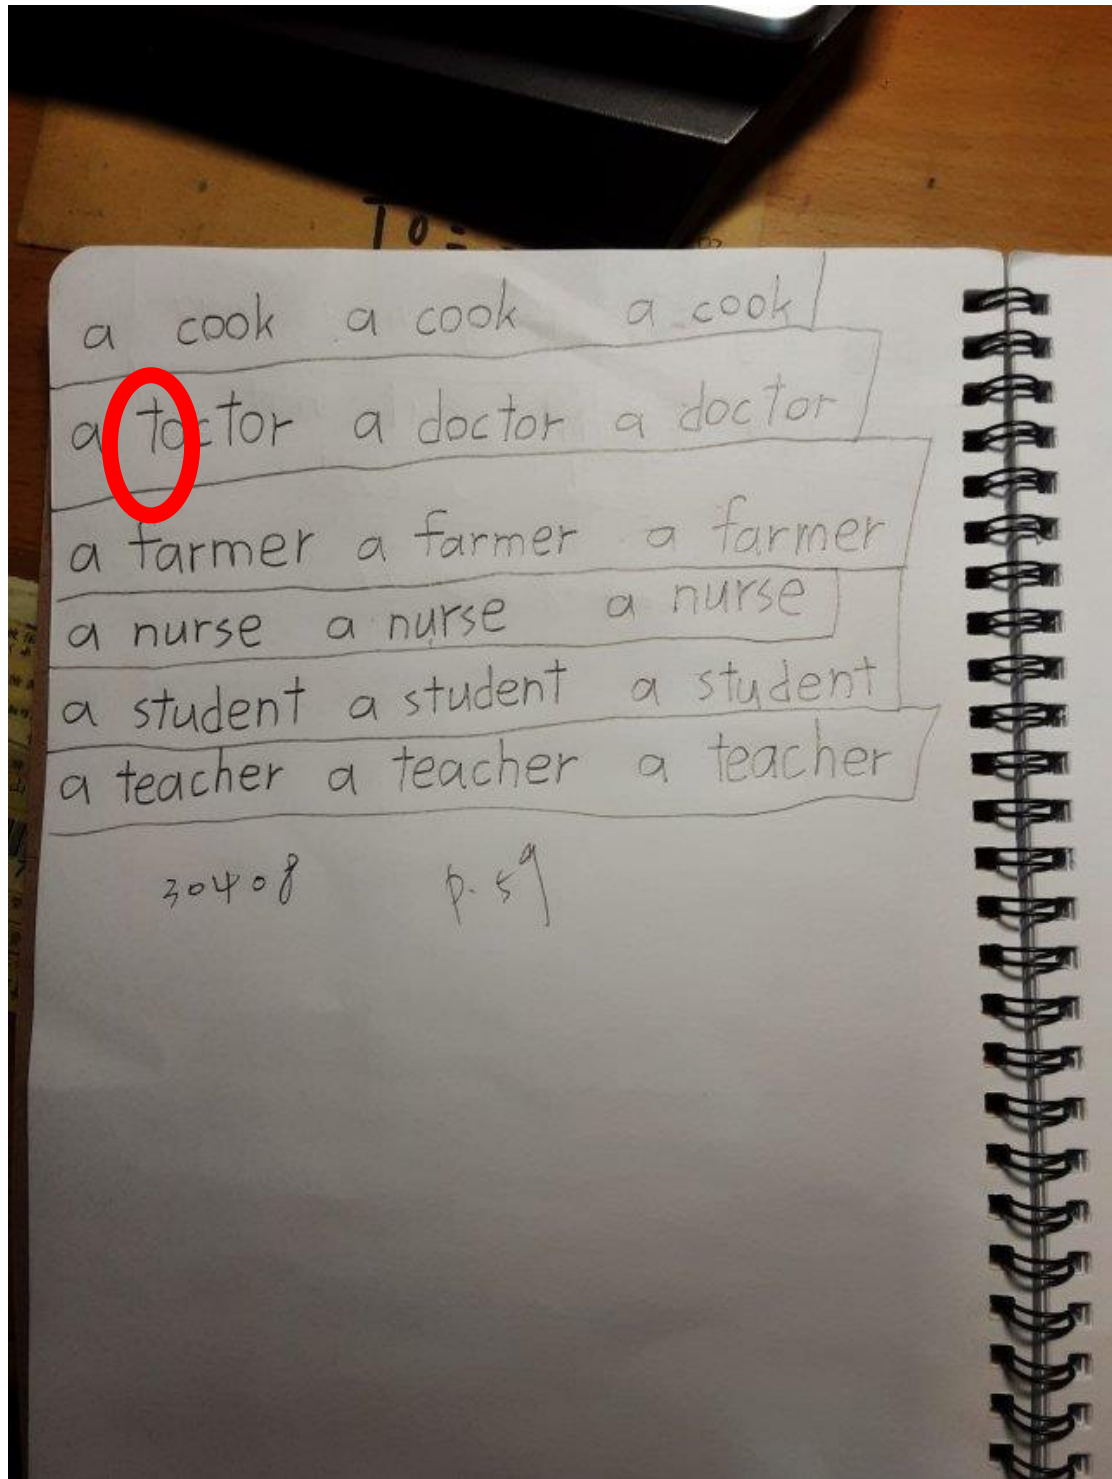 To:
a cook a cook a cook
a toctor a doctor a doctor
a farmer a farmer a farmer
a nurse a nurse a nurse
a student a student a student
a teacher a teacher a teacher
30408 p.59